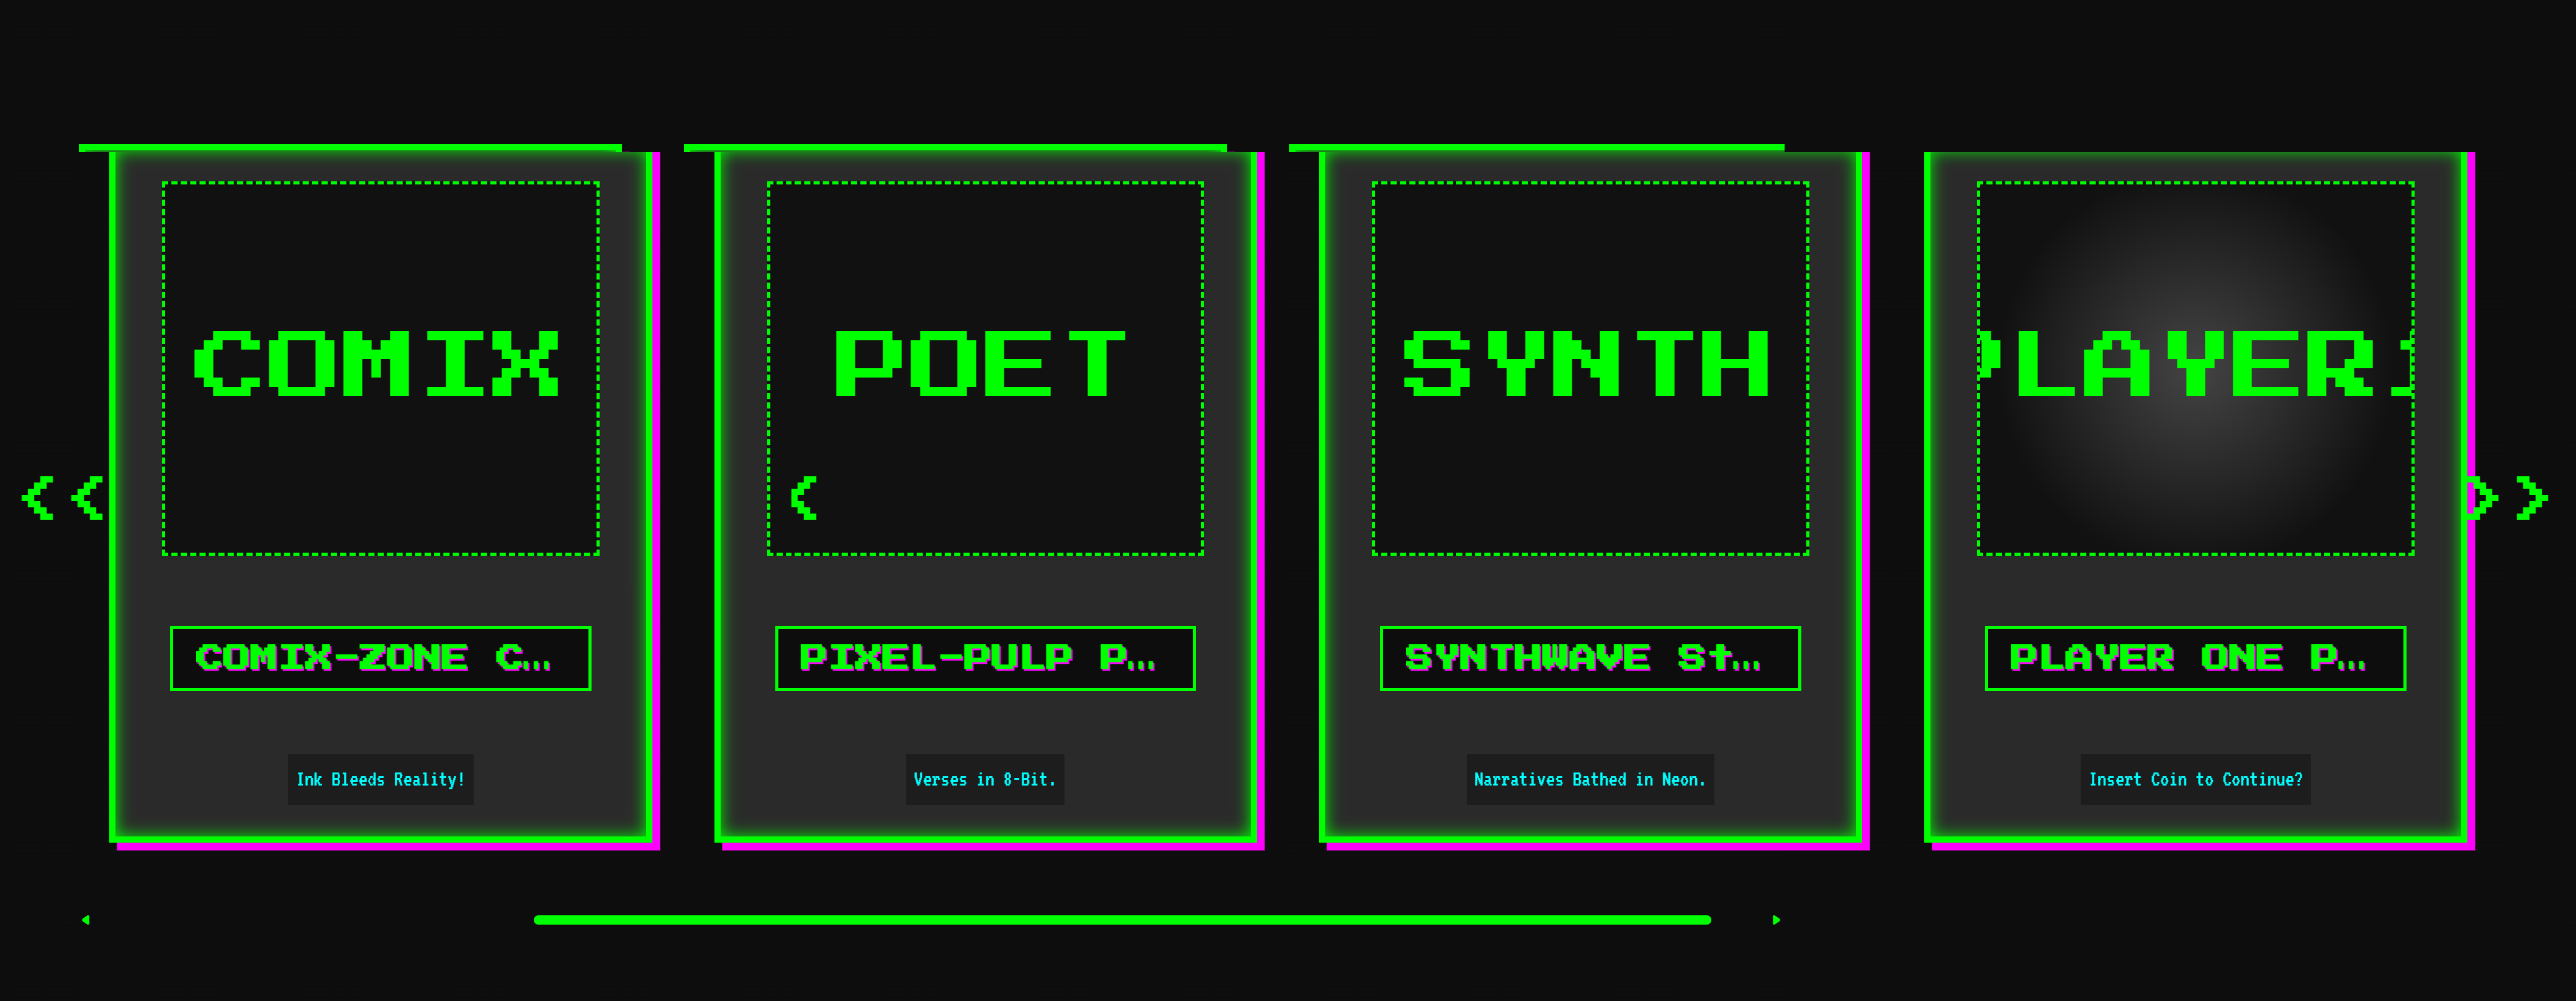 COMIX
POET
SYNTH
PLAYER1
<<
<
>>
COMIX-ZONE C…
PIXEL-PULP P…
SYNTHWAVE St…
PLAYER ONE P…
Ink Bleeds Reality!
Verses in 8-Bit.
Narratives Bathed in Neon.
Insert Coin to Continue?